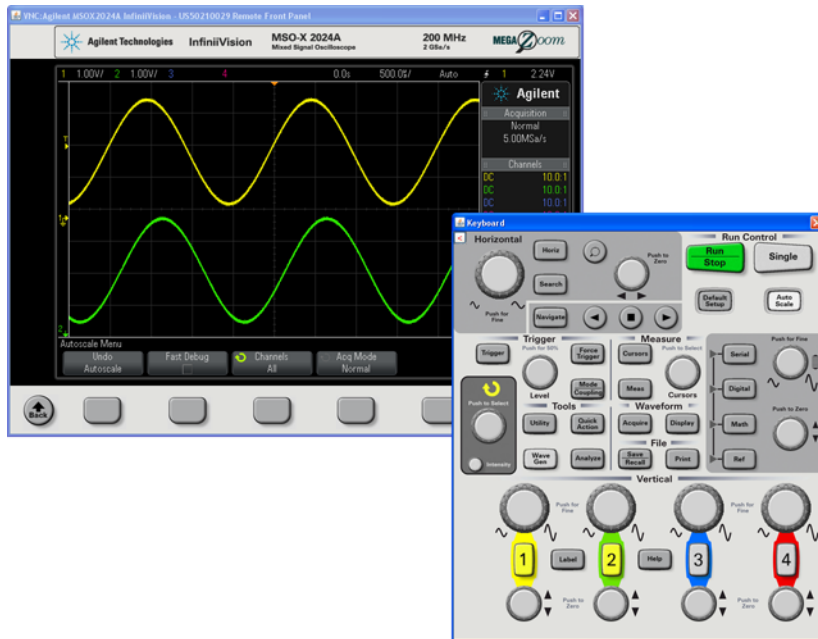 VNC:Agilent MSOX2024A InfiniiVision - US50210029 Remote Front Panel
Agilent Technologies InfiniiVision MSO-X 2024A 200 MHz MEGA Zoom
Mixed Signal Oscilloscope 2 GSa/s
1 1.00V/ 2 1.00V/ 3 4 0.0s 500.0%/ Auto 1 2.24V
Agilent
Acquisition
Normal
5.00MSa/s
Channels
DC 10.0:1
DC 10.0:1
DC 10.0:1
T
1
2
Autoscale Menu
Undo Autoscale
Fast Debug
Channels All
Acq Mode Normal
Back
Keyboard
<
Horizontal
Horiz
Push to Zero
Search
Push for Fine
Navigate
Run Control
Run Stop
Single
Default Setup
Auto Scale
Trigger
Push for 50%
Trigger
Force Trigger
Level
Mode Coupling
Measure
Push to Select
Cursors
Meas
Cursors
Push for Fine
Serial
Digital
Push to Zero
Math
Ref
Push to Select
Intensity
Tools
Utility
Quick Action
Wave Gen
Analyze
Waveform
Acquire
Display
File
Save Recall
Print
Vertical
Push for Fine
Push for Fine
1
Label
2
Help
3
4
Push to Zero
Push to Zero